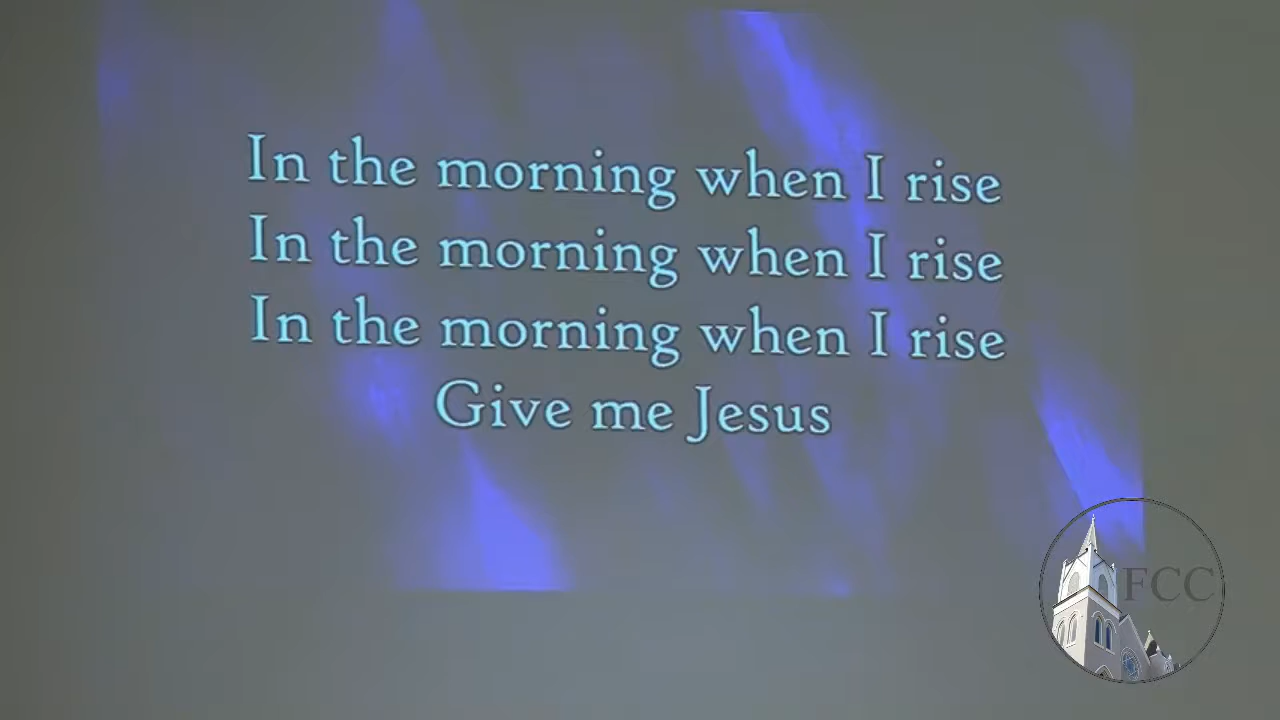 In the morning when I rise
In the morning when I rise
In the morning when I rise
Give me Jesus
FCC